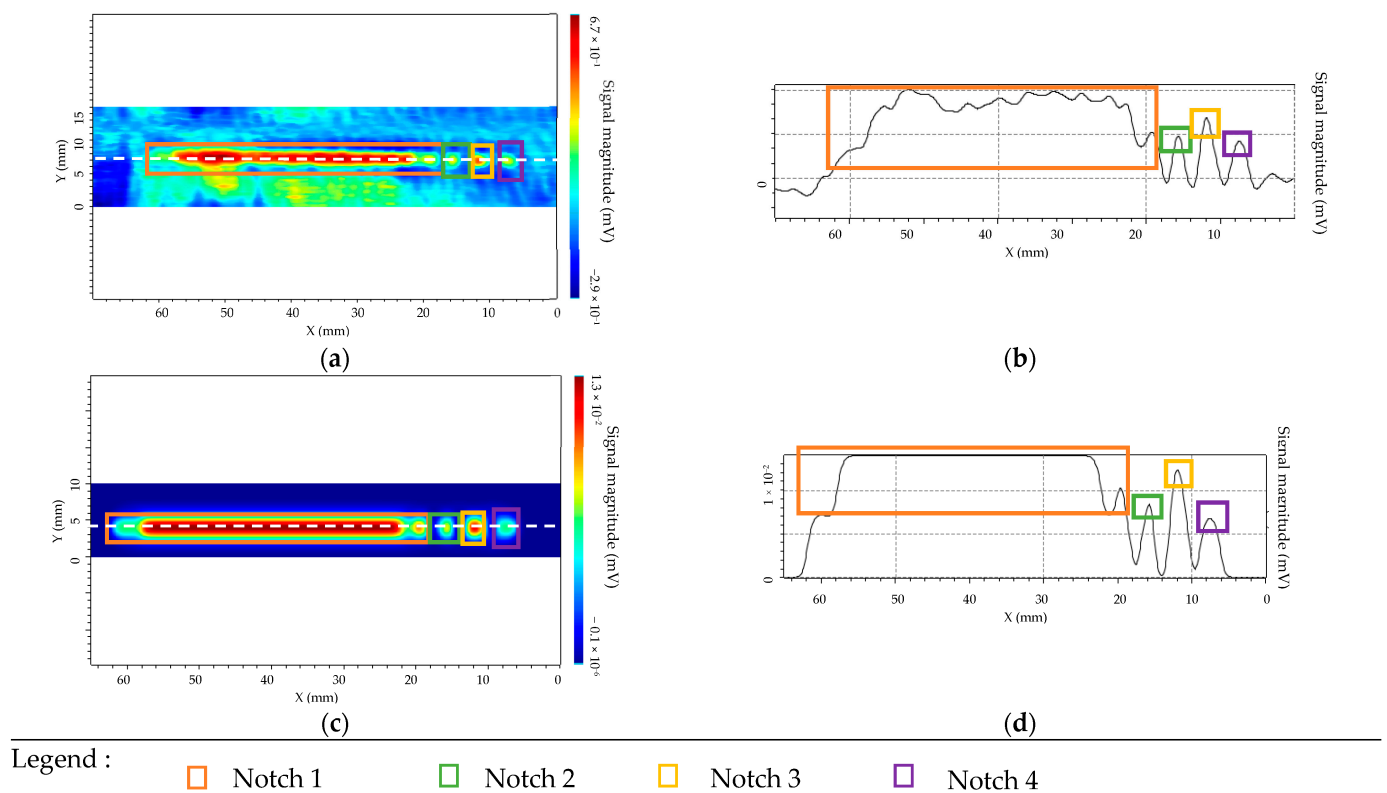 6.7 × 10⁻¹
Signal magnitude (mV)
−2.9 × 10⁻¹
Y (mm)
15
10
5
0
60
50
40
30
20
10
0
X (mm)
(a)
Signal magnitude (mV)
0
60
50
40
30
20
10
X (mm)
(b)
1.3 × 10⁻²
Signal magnitude (mV)
− 0.1 × 10⁻⁶
Y (mm)
10
5
0
60
50
40
30
20
10
0
X (mm)
(c)
Signal magnitude (mV)
1 × 10⁻²
0
60
50
40
30
20
10
0
X (mm)
(d)
Legend :
Notch 1
Notch 2
Notch 3
Notch 4